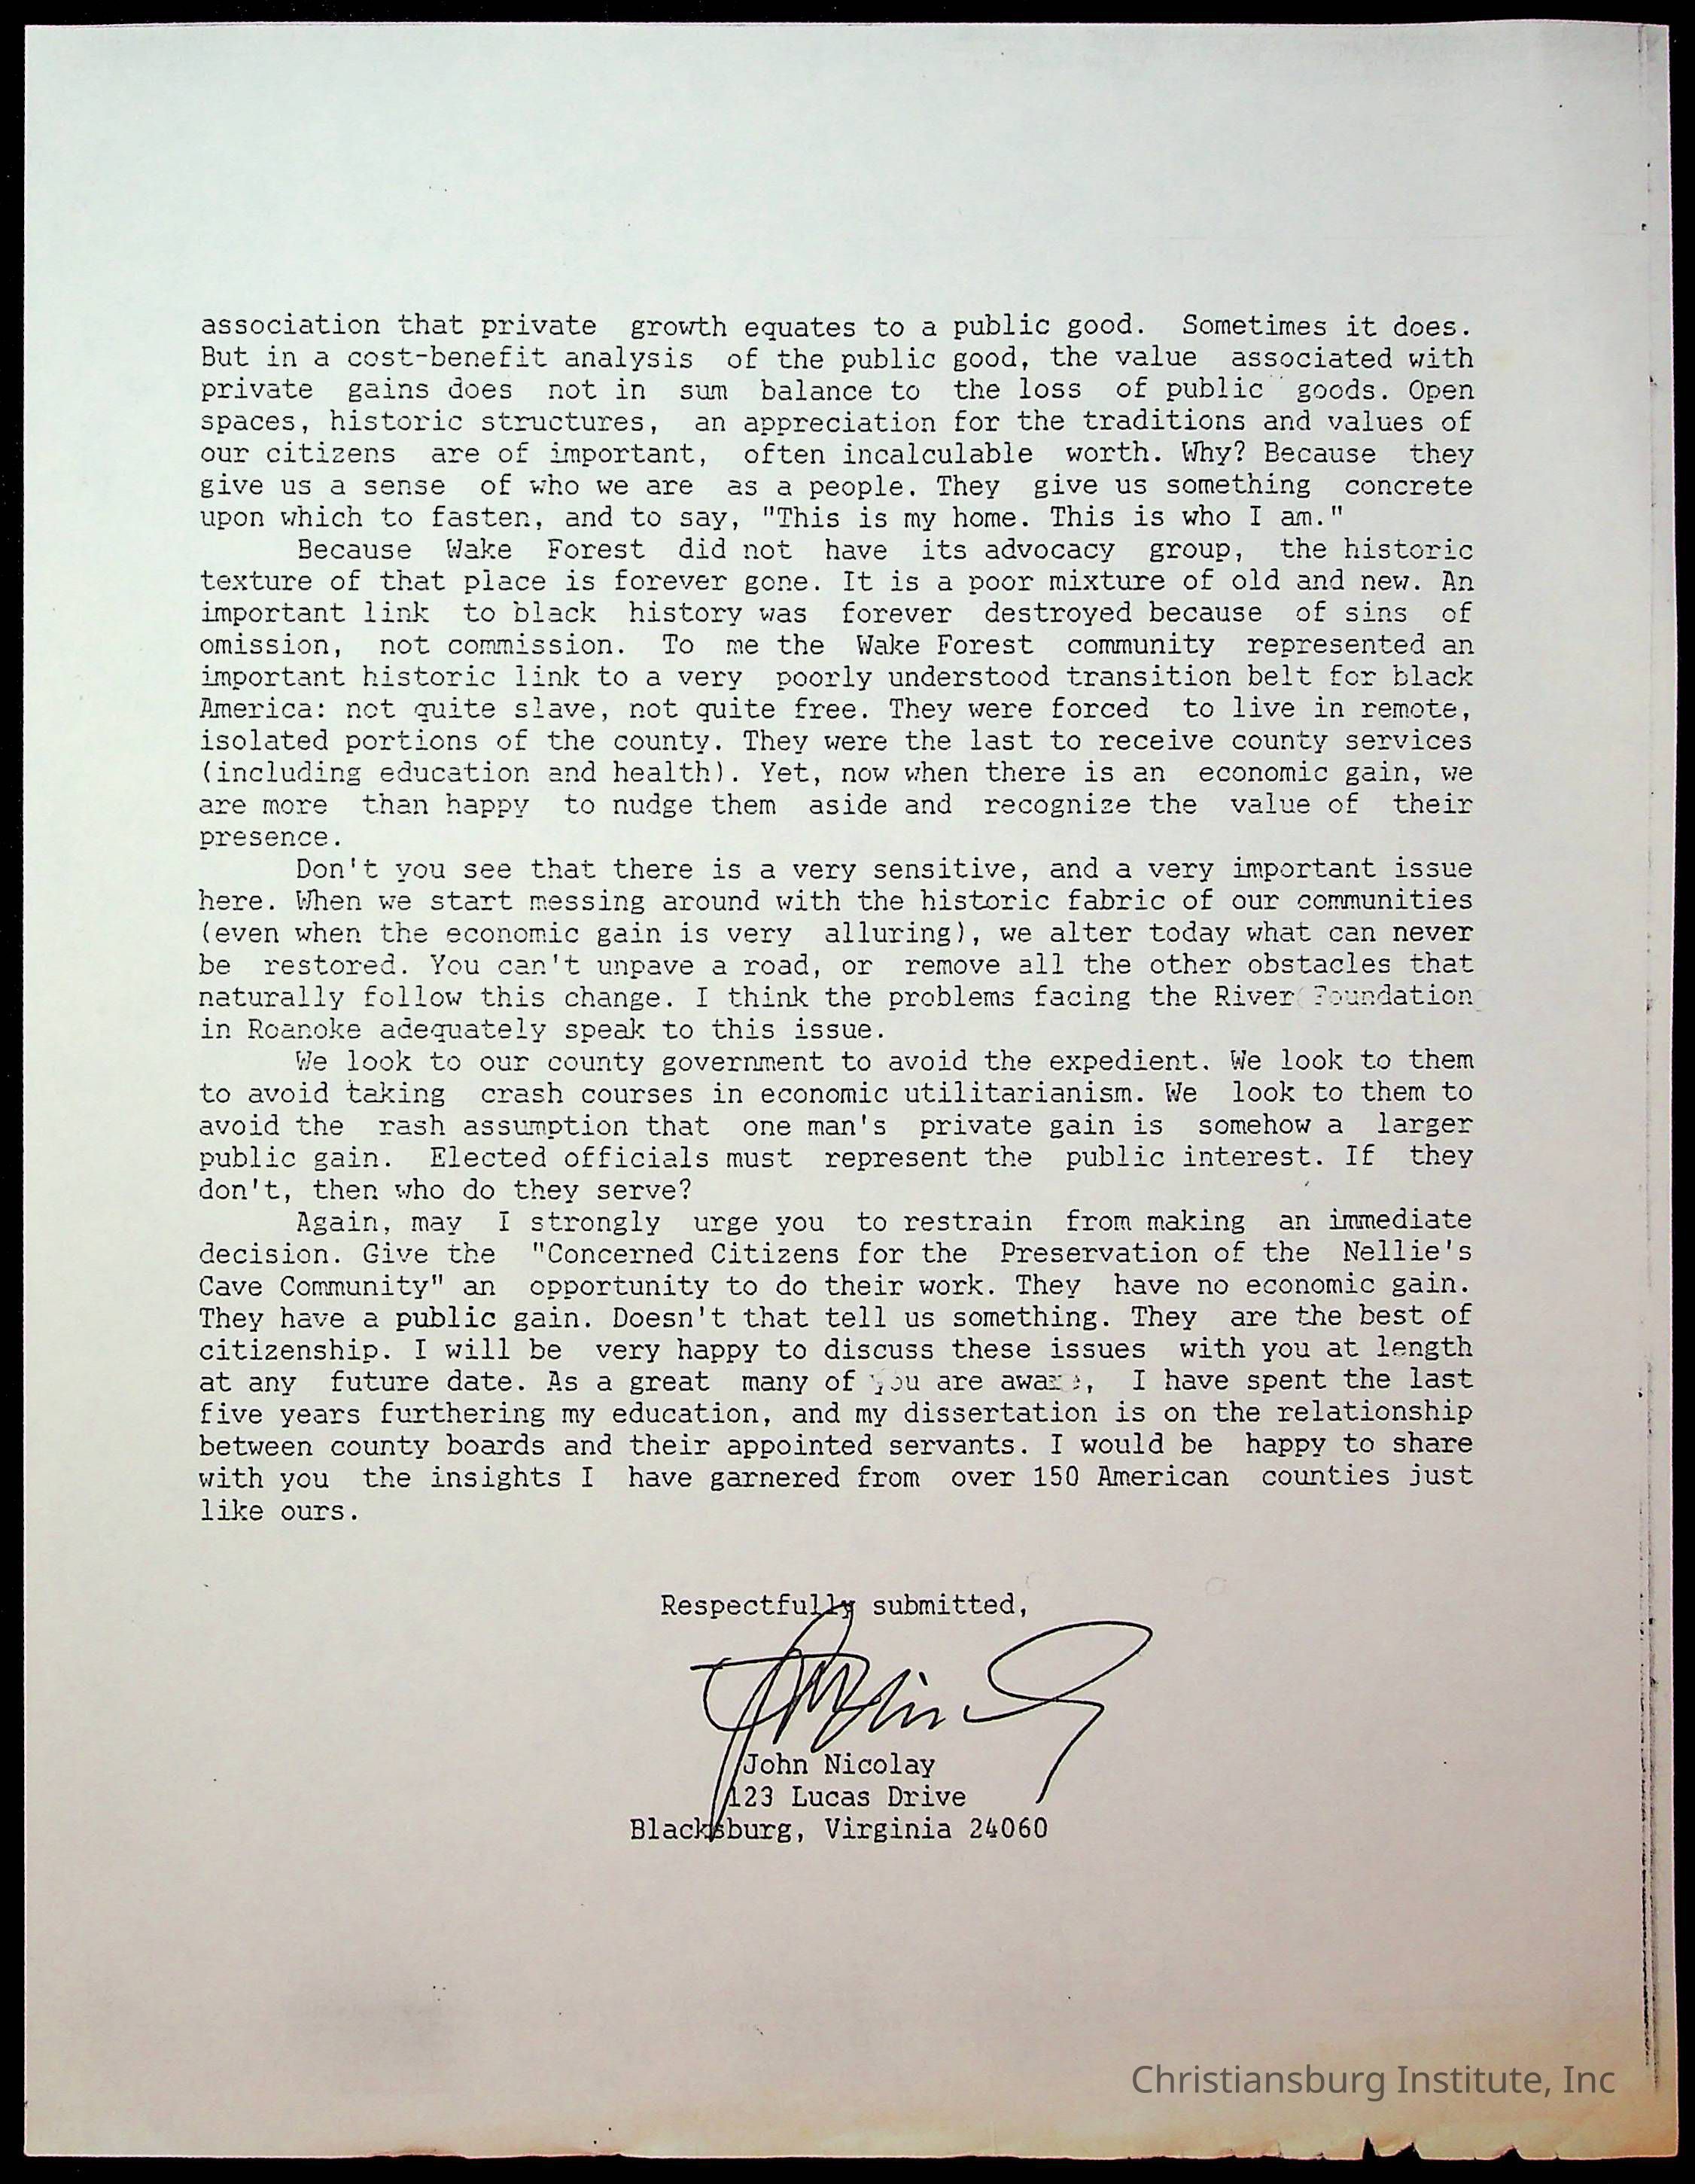 association that private growth equates to a public good. Sometimes it does.
But in a cost-benefit analysis of the public good, the value associated with
private gains does not in sum balance to the loss of public goods. Open
spaces, historic structures, an appreciation for the traditions and values of
our citizens are of important, often incalculable worth. Why? Because they
give us a sense of who we are as a people. They give us something concrete
upon which to fasten, and to say, "This is my home. This is who I am."
Because Wake Forest did not have its advocacy group, the historic
texture of that place is forever gone. It is a poor mixture of old and new. An
important link to black history was forever destroyed because of sins of
omission, not commission. To me the Wake Forest community represented an
important historic link to a very poorly understood transition belt for black
America: not quite slave, not quite free. They were forced to live in remote,
isolated portions of the county. They were the last to receive county services
(including education and health). Yet, now when there is an economic gain, we
are more than happy to nudge them aside and recognize the value of their
presence.
Don't you see that there is a very sensitive, and a very important issue
here. When we start messing around with the historic fabric of our communities
(even when the economic gain is very alluring), we alter today what can never
be restored. You can't unpave a road, or remove all the other obstacles that
naturally follow this change. I think the problems facing the River Foundation
in Roanoke adequately speak to this issue.
We look to our county government to avoid the expedient. We look to them
to avoid taking crash courses in economic utilitarianism. We look to them to
avoid the rash assumption that one man's private gain is somehow a larger
public gain. Elected officials must represent the public interest. If they
don't, then who do they serve?
Again, may I strongly urge you to restrain from making an immediate
decision. Give the "Concerned Citizens for the Preservation of the Nellie's
Cave Community" an opportunity to do their work. They have no economic gain.
They have a public gain. Doesn't that tell us something. They are the best of
citizenship. I will be very happy to discuss these issues with you at length
at any future date. As a great many of you are aware, I have spent the last
five years furthering my education, and my dissertation is on the relationship
between county boards and their appointed servants. I would be happy to share
with you the insights I have garnered from over 150 American counties just
like ours.
Respectfully submitted,
John Nicolay
123 Lucas Drive
Blacksburg, Virginia 24060
Christiansburg Institute, Inc